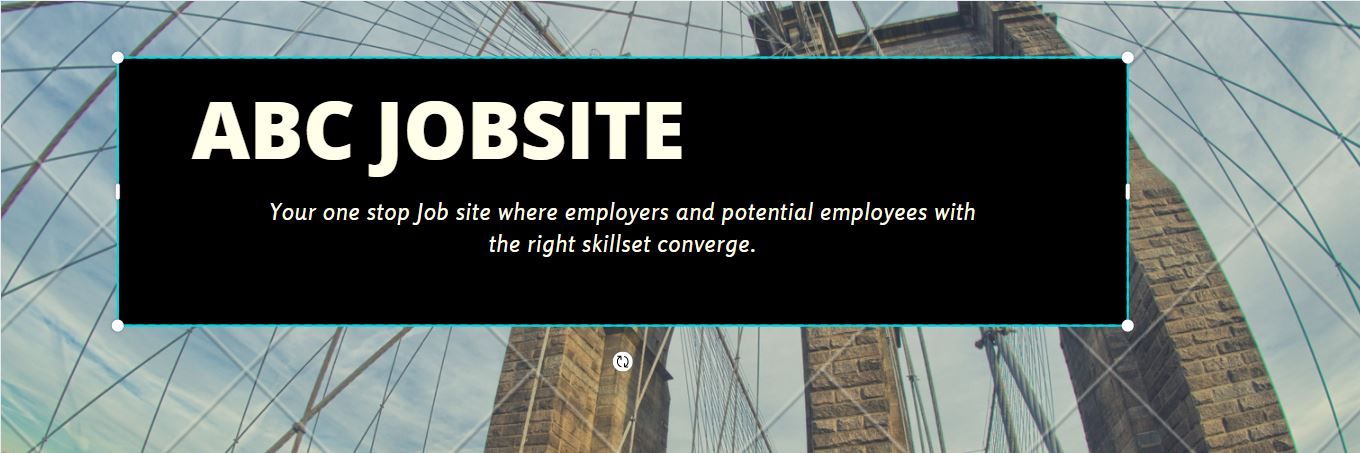 ABC JOBSITE
Your one stop Job site where employers and potential employees with
the right skillset converge.